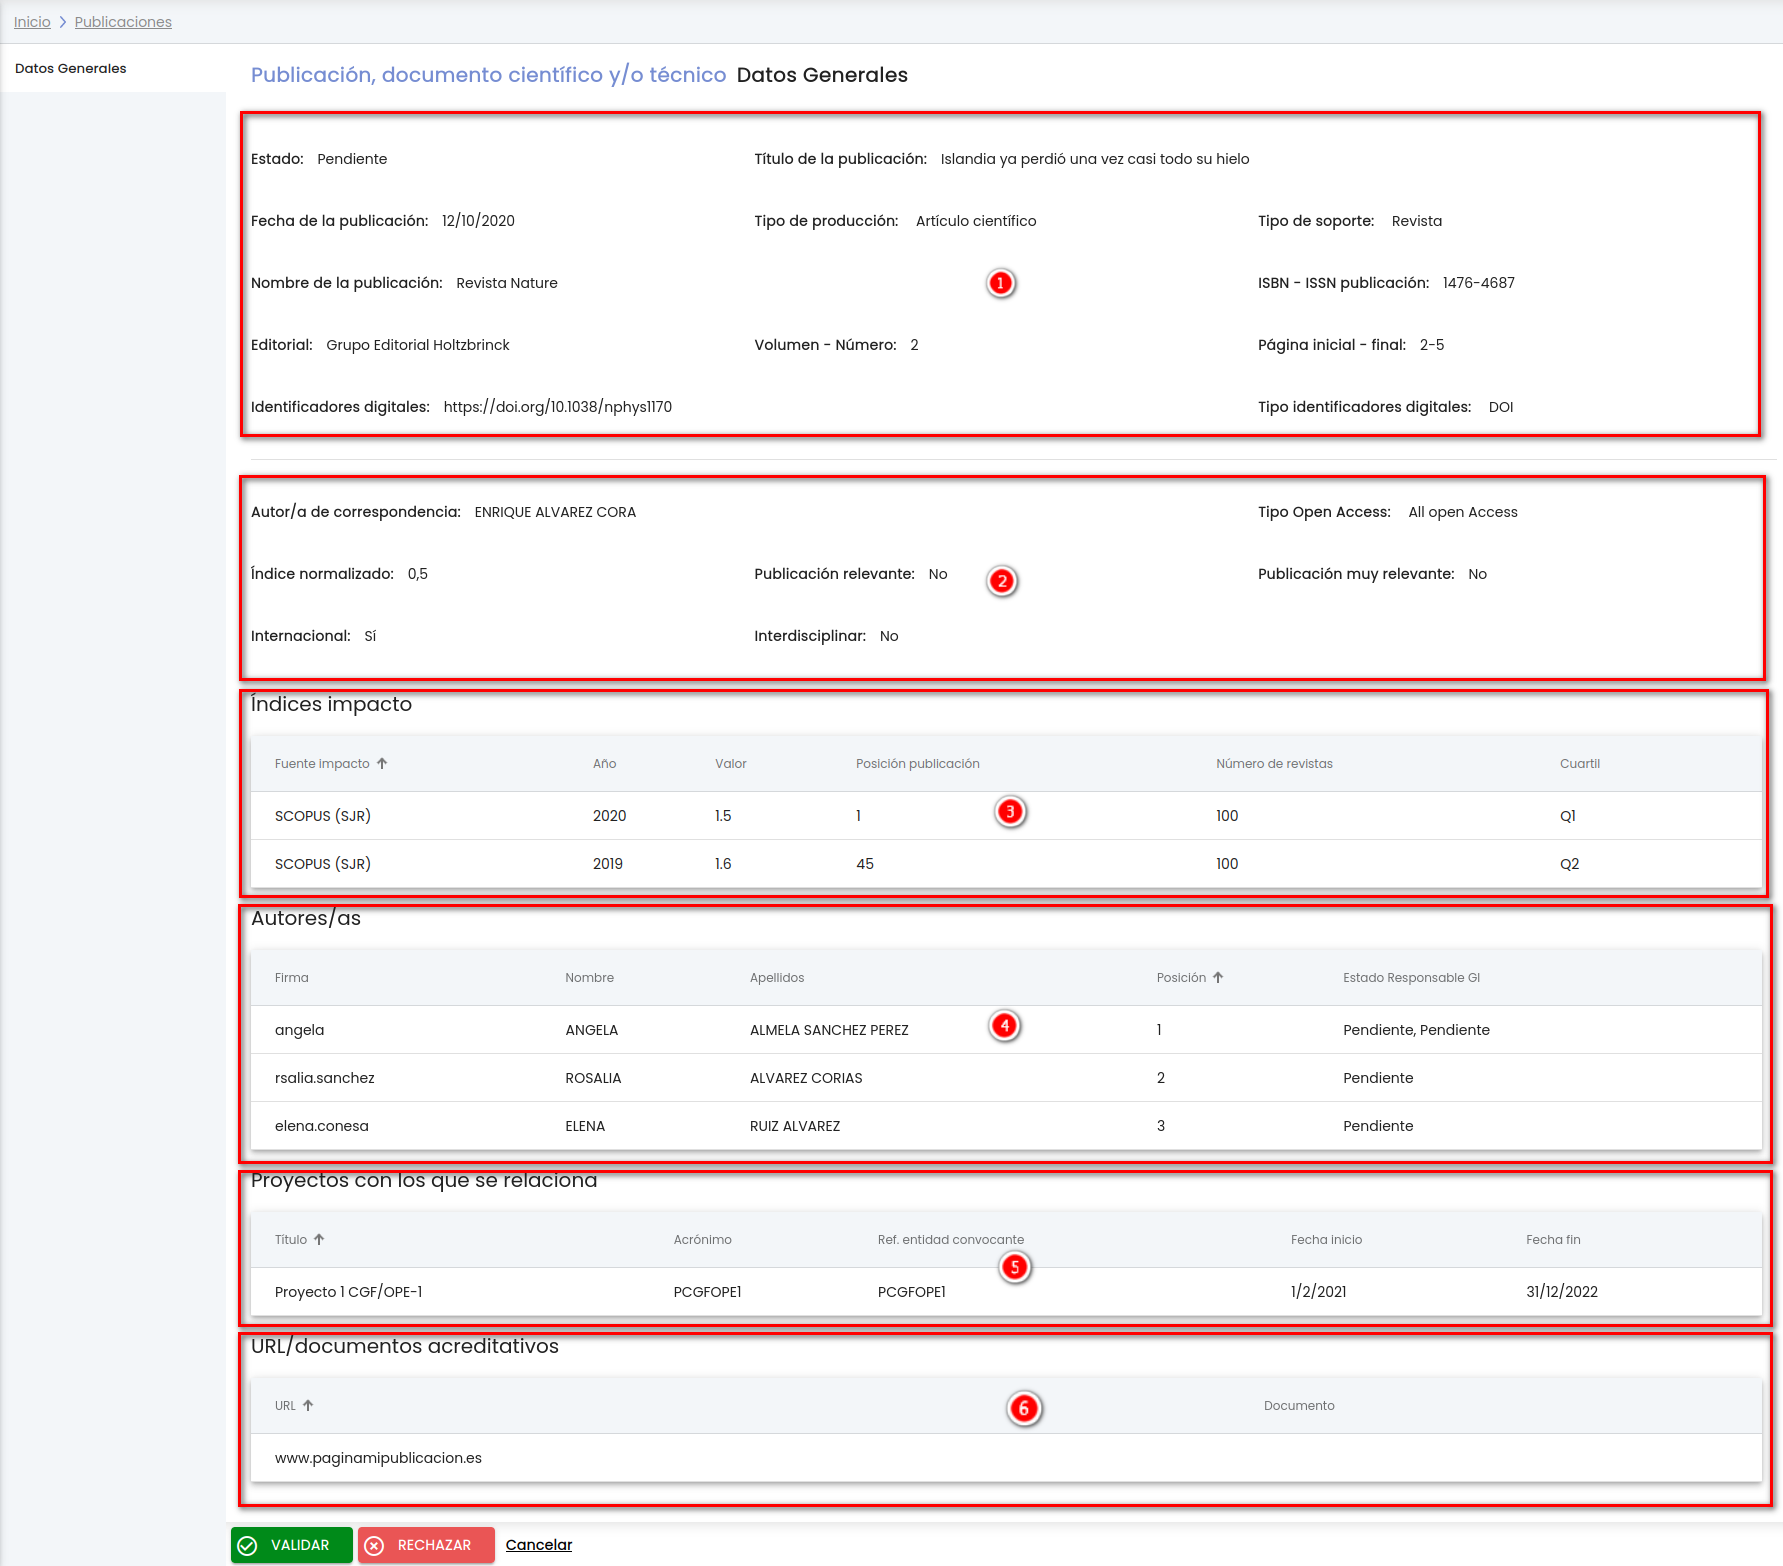 Inicio > Publicaciones
Datos Generales
Publicación, documento científico y/o técnico Datos Generales
Estado: Pendiente Título de la publicación: Islandia ya perdió una vez casi todo su hielo
Fecha de la publicación: 12/10/2020 Tipo de producción: Artículo científico Tipo de soporte: Revista
Nombre de la publicación: Revista Nature 1 ISBN - ISSN publicación: 1476-4687
Editorial: Grupo Editorial Holtzbrinck Volumen - Número: 2 Página inicial - final: 2-5
Identificadores digitales: https://doi.org/10.1038/nphys1170 Tipo identificadores digitales: DOI
Autor/a de correspondencia: ENRIQUE ALVAREZ CORA Tipo Open Access: All open Access
Índice normalizado: 0,5 Publicación relevante: No 2 Publicación muy relevante: No
Internacional: Sí Interdisciplinar: No
Índices impacto
Fuente impacto Año Valor Posición publicación Número de revistas Cuartil
SCOPUS (SJR) 2020 1.5 1 3 100 Q1
SCOPUS (SJR) 2019 1.6 45 100 Q2
Autores/as
Firma Nombre Apellidos Posición Estado Responsable GI
angela ANGELA ALMELA SANCHEZ PEREZ 4 1 Pendiente, Pendiente
rsalia.sanchez ROSALIA ALVAREZ CORIAS 2 Pendiente
elena.conesa ELENA RUIZ ALVAREZ 3 Pendiente
Proyectos con los que se relaciona
Título Acrónimo Ref. entidad convocante Fecha inicio Fecha fin
5
Proyecto 1 CGF/OPE-1 PCGFOPE1 PCGFOPE1 1/2/2021 31/12/2022
URL/documentos acreditativos
URL 6 Documento
www.paginamipublicacion.es
VALIDAR RECHAZAR Cancelar